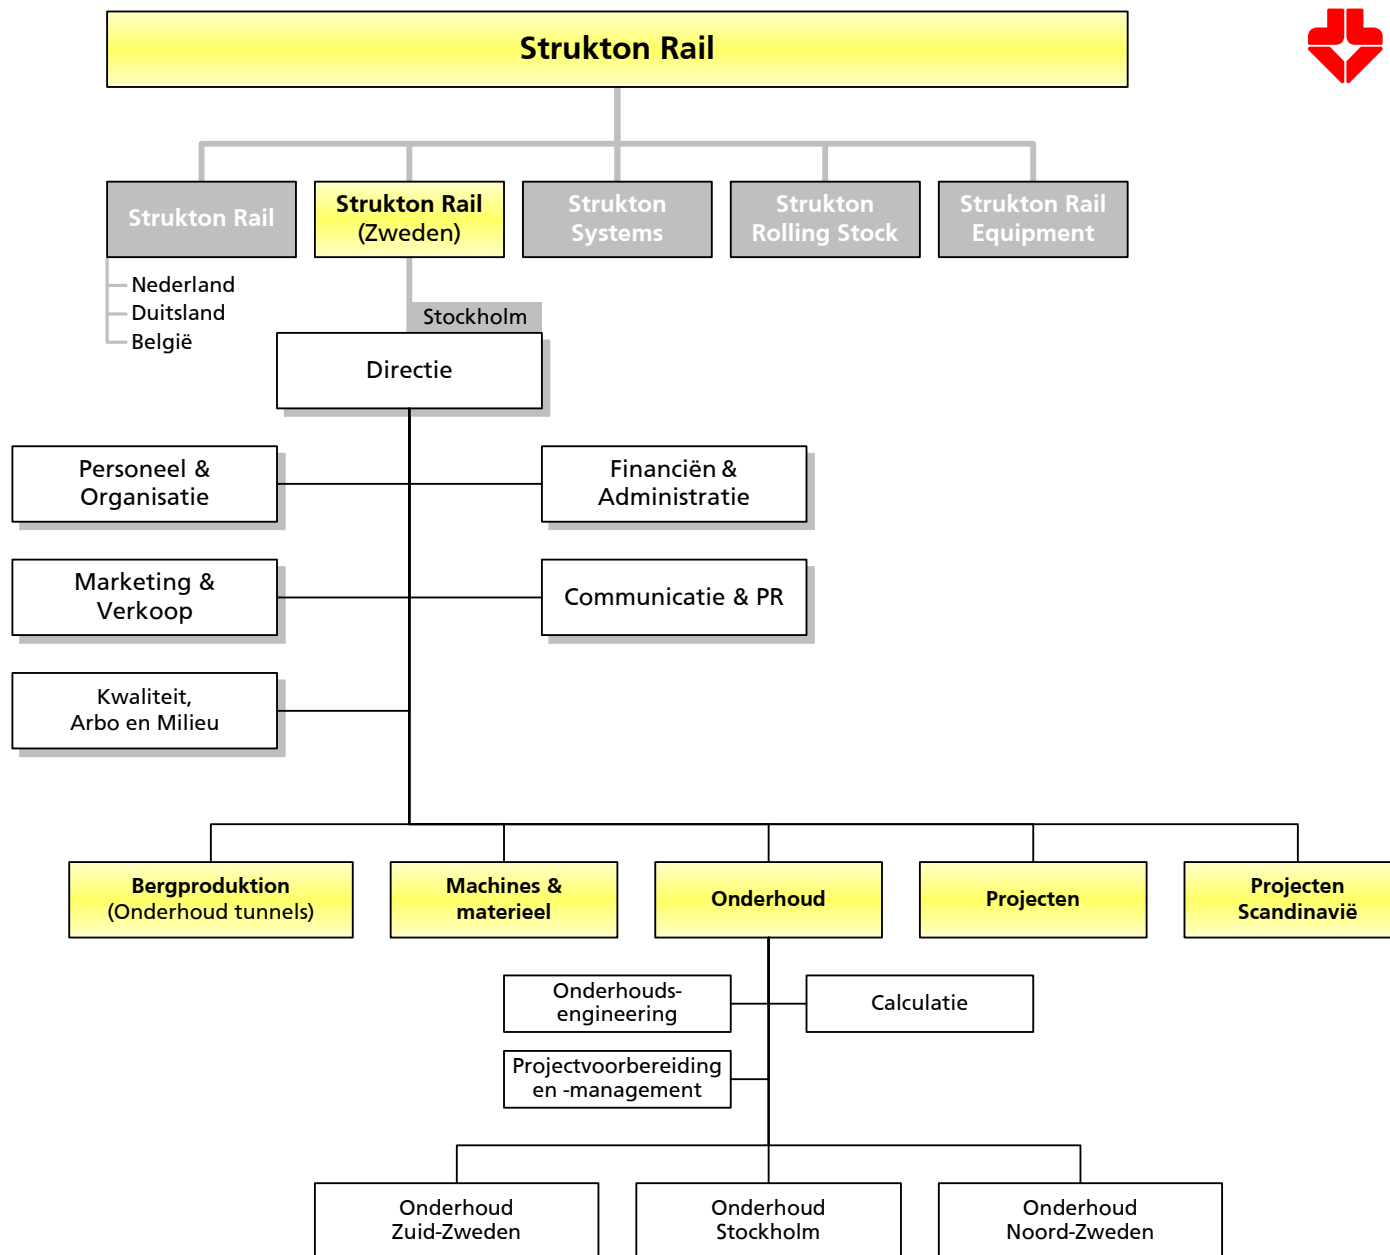 Strukton Rail
Strukton Rail
Strukton Rail
(Zweden)
Strukton
Systems
Strukton
Rolling Stock
Strukton Rail
Equipment
Nederland
Duitsland
België
Stockholm
Directie
Personeel &
Organisatie
Financiën &
Administratie
Marketing &
Verkoop
Communicatie & PR
Kwaliteit,
Arbo en Milieu
Bergproduktion
(Onderhoud tunnels)
Machines &
materieel
Onderhoud
Projecten
Projecten
Scandinavië
Onderhouds-
engineering
Calculatie
Projectvoorbereiding
en -management
Onderhoud
Zuid-Zweden
Onderhoud
Stockholm
Onderhoud
Noord-Zweden